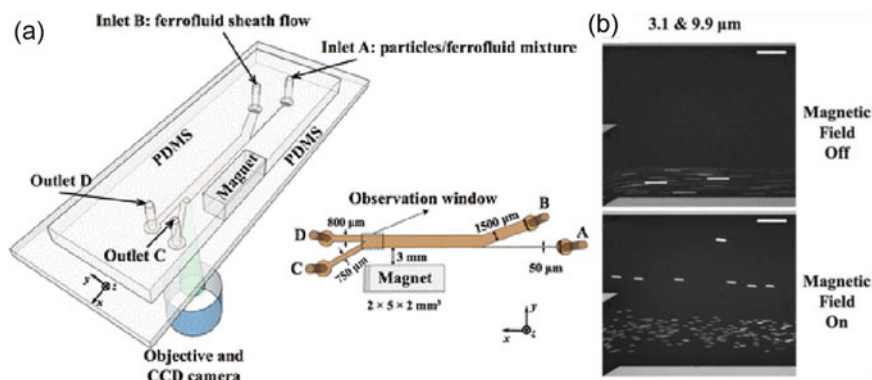 (a)
Inlet B: ferrofluid sheath flow
Inlet A: particles/ferrofluid mixture
PDMS
PDMS
Magnet
Outlet D
Outlet C
y
z
x
Objective and
CCD camera
Observation window
800 μm
D
C
750 μm
1500 μm
B
A
3 mm
50 μm
Magnet
2 × 5 × 2 mm³
y
x
z
(b)
3.1 & 9.9 μm
Magnetic
Field
Off
Magnetic
Field
On